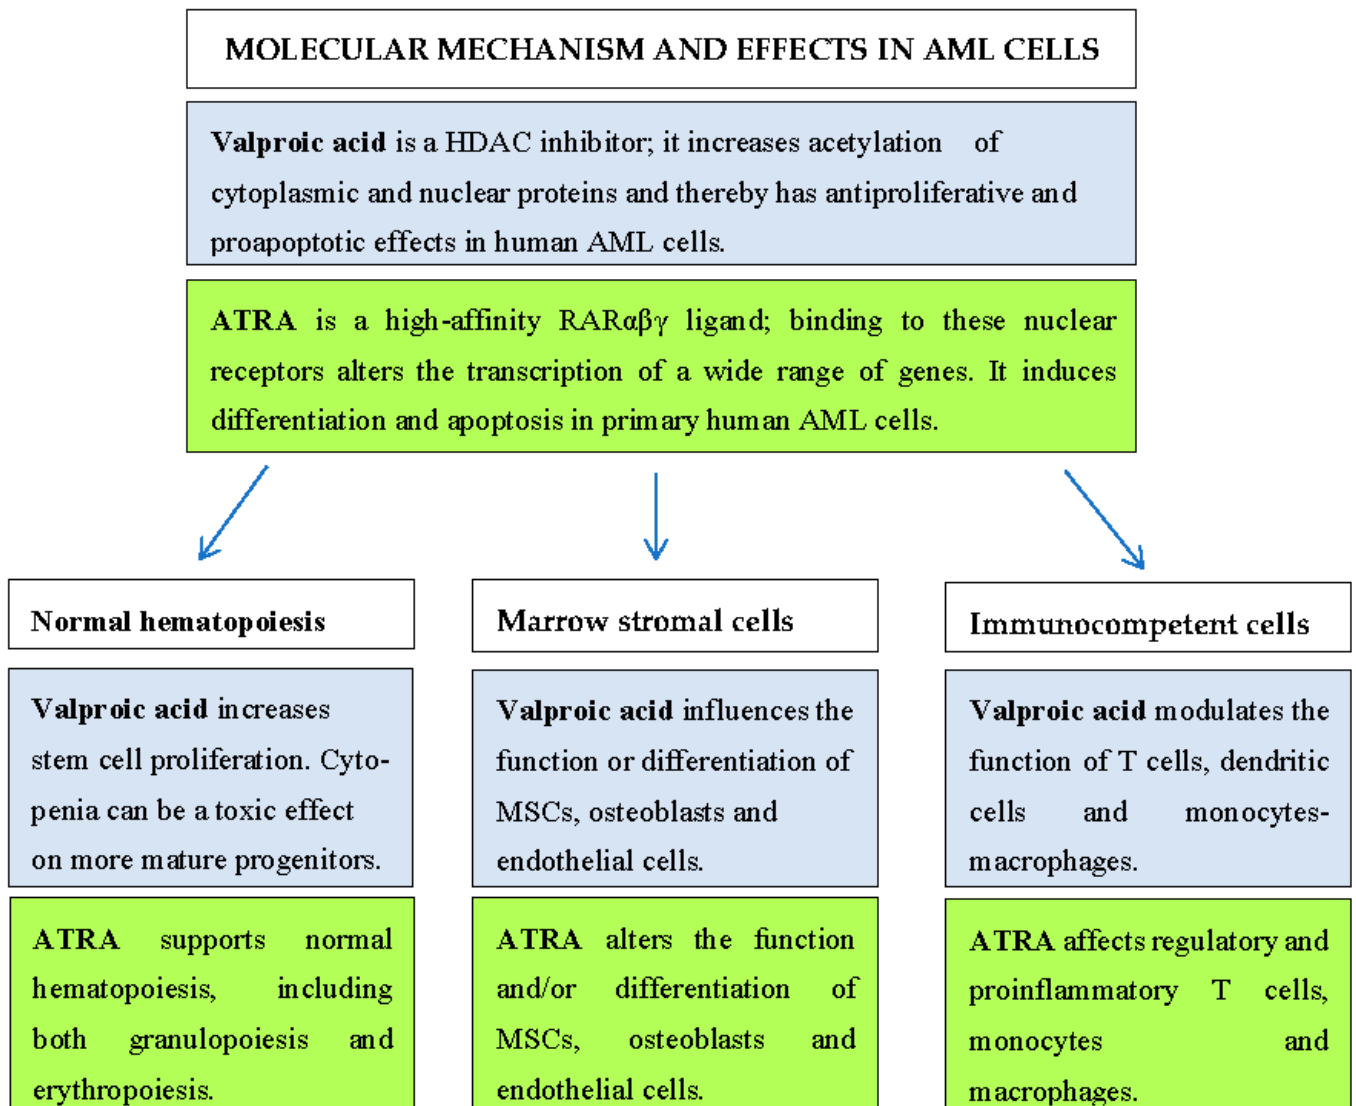 MOLECULAR MECHANISM AND EFFECTS IN AML CELLS
Valproic acid is a HDAC inhibitor; it increases acetylation of
cytoplasmic and nuclear proteins and thereby has antiproliferative and
proapoptotic effects in human AML cells.
ATRA is a high-affinity RARαβγ ligand; binding to these nuclear
receptors alters the transcription of a wide range of genes. It induces
differentiation and apoptosis in primary human AML cells.
Normal hematopoiesis
Valproic acid increases
stem cell proliferation. Cyto-
penia can be a toxic effect
on more mature progenitors.
ATRA supports normal
hematopoiesis, including
both granulopoiesis and
erythropoiesis.
Marrow stromal cells
Valproic acid influences the
function or differentiation of
MSCs, osteoblasts and
endothelial cells.
ATRA alters the function
and/or differentiation of
MSCs, osteoblasts and
endothelial cells.
Immunocompetent cells
Valproic acid modulates the
function of T cells, dendritic
cells and monocytes-
macrophages.
ATRA affects regulatory and
proinflammatory T cells,
monocytes and
macrophages.